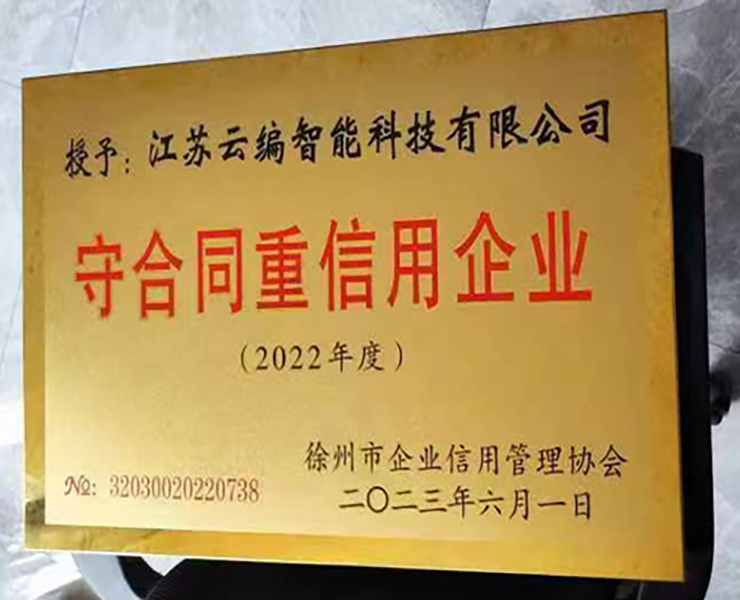 授予：江苏云编智能科技有限公司
守合同重信用企业
（2022年度）
徐州市企业信用管理协会
№：32030020220738
二〇二三年六月一日